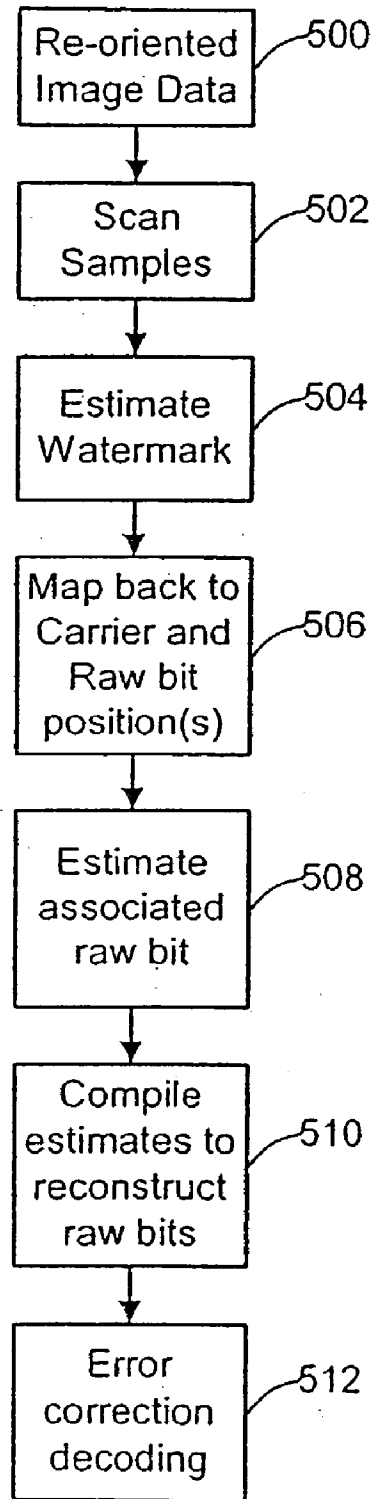 Re-oriented
Image Data
500
Scan
Samples
502
Estimate
Watermark
504
Map back to
Carrier and
Raw bit
position(s)
506
Estimate
associated
raw bit
508
Compile
estimates to
reconstruct
raw bits
510
Error
correction
decoding
512